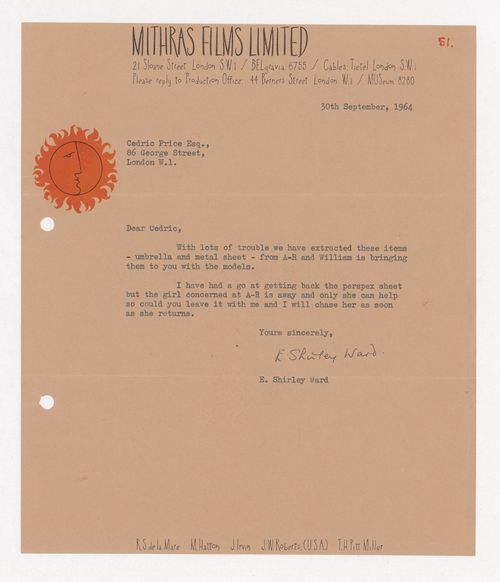 MITHRAS FILMS LIMITED
51.
21 Sloane Street London S.W.1 / BELgravia 6755 / Cables: Tietel London S.W.1
Please reply to Production Office: 44 Berners Street London W.1 / MUSeum 8280
30th September, 1964
Cedric Price Esq.,
86 George Street,
London W.1.
Dear Cedric,
With lots of trouble we have extracted these items
- umbrella and metal sheet - from A-R and William is bringing
them to you with the models.
I have had a go at getting back the perspex sheet
but the girl concerned at A-R is away and only she can help
so could you leave it with me and I will chase her as soon
as she returns.
Yours sincerely,
E Shirley Ward.
E. Shirley Ward
R.S. de la Mare M. Hatton J. Irvin J.W. Roberts, (U.S.A.) T.H. Pitt Miller